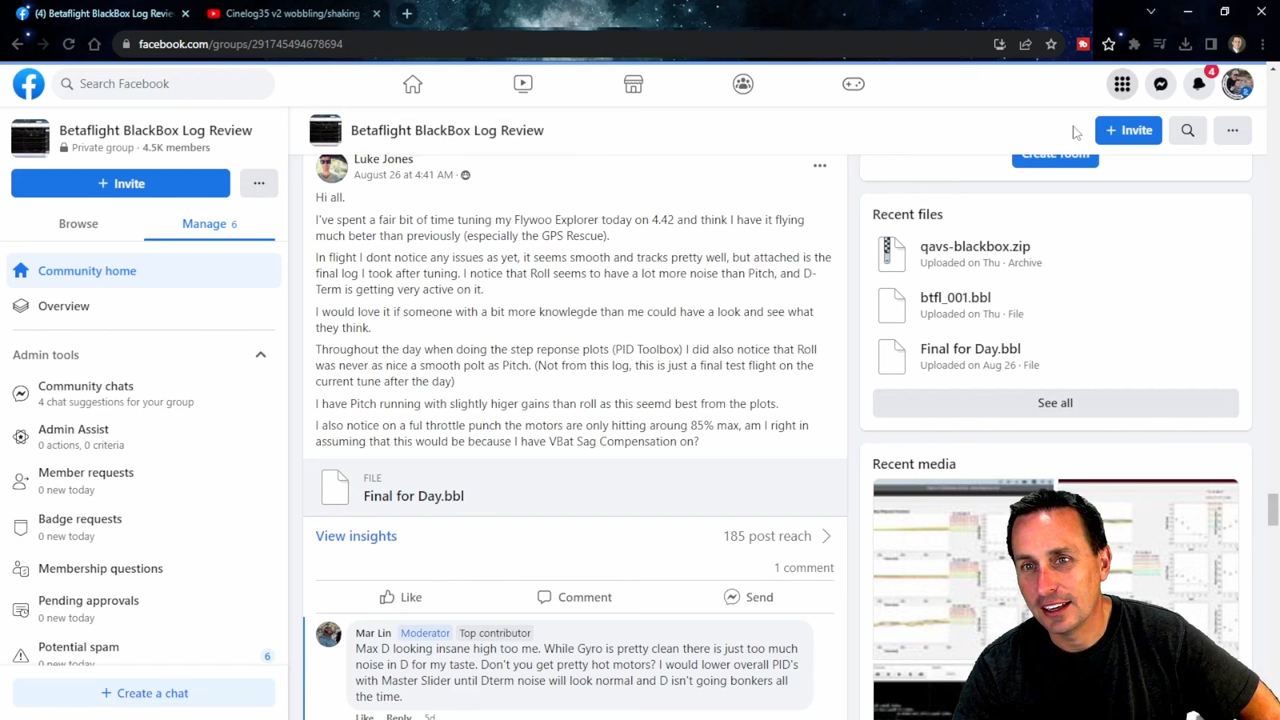 (4) Betaflight BlackBox Log Revie
Cinelog35 v2 wobbling/shaking
facebook.com/groups/291745494678694
Search Facebook
4
Betaflight BlackBox Log Review
Private group · 4.5K members
+ Invite
Browse
Manage 6
Community home
Overview
Admin tools
Community chats
4 chat suggestions for your group
Admin Assist
0 actions, 0 criteria
Member requests
0 new today
Badge requests
0 new today
Membership questions
Pending approvals
0 new today
Potential spam
0 new today
6
+ Create a chat
Betaflight BlackBox Log Review
+ Invite
Luke Jones
August 26 at 4:41 AM ·
Hi all.
I've spent a fair bit of time tuning my Flywoo Explorer today on 4.42 and think I have it flying
much beter than previously (especially the GPS Rescue).
In flight I dont notice any issues as yet, it seems smooth and tracks pretty well, but attached is the
final log I took after tuning. I notice that Roll seems to have a lot more noise than Pitch, and D-
Term is getting very active on it.
I would love it if someone with a bit more knowlegde than me could have a look and see what
they think.
Throughout the day when doing the step reponse plots (PID Toolbox) I did also notice that Roll
was never as nice a smooth polt as Pitch. (Not from this log, this is just a final test flight on the
current tune after the day)
I have Pitch running with slightly higer gains than roll as this seemd best from the plots.
I also notice on a ful throttle punch the motors are only hitting aroung 85% max, am I right in
assuming that this would be because I have VBat Sag Compensation on?
FILE
Final for Day.bbl
View insights
185 post reach
1 comment
Like
Comment
Send
Mar Lin Moderator Top contributor
Max D looking insane high too me. While Gyro is pretty clean there is just too much
noise in D for my taste. Don't you get pretty hot motors? I would lower overall PID's
with Master Slider until Dterm noise will look normal and D isn't going bonkers all
the time.
Like Reply 5d
Create room
Recent files
qavs-blackbox.zip
Uploaded on Thu · Archive
btfl_001.bbl
Uploaded on Thu · File
Final for Day.bbl
Uploaded on Aug 26 · File
See all
Recent media